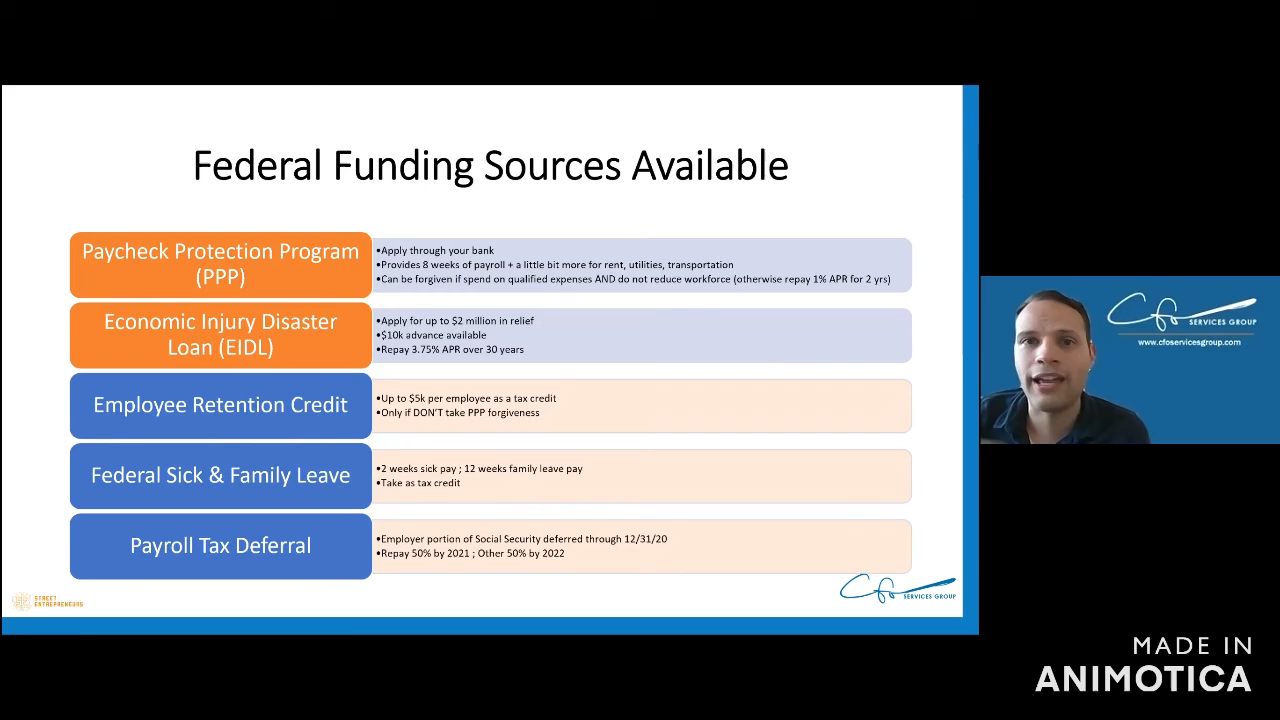 Federal Funding Sources Available
Paycheck Protection Program
(PPP)
•Apply through your bank
•Provides 8 weeks of payroll + a little bit more for rent, utilities, transportation
•Can be forgiven if spend on qualified expenses AND do not reduce workforce (otherwise repay 1% APR for 2 yrs)
Economic Injury Disaster
Loan (EIDL)
•Apply for up to $2 million in relief
•$10k advance available
•Repay 3.75% APR over 30 years
Employee Retention Credit
•Up to $5k per employee as a tax credit
•Only if DON'T take PPP forgiveness
Federal Sick & Family Leave
•2 weeks sick pay ; 12 weeks family leave pay
•Take as tax credit
Payroll Tax Deferral
•Employer portion of Social Security deferred through 12/31/20
•Repay 50% by 2021 ; Other 50% by 2022
STREET
ENTREPRENEURS
cfo
SERVICES GROUP
cfo
SERVICES GROUP
www.cfoservicesgroup.com
MADE IN
ANIMOTICA